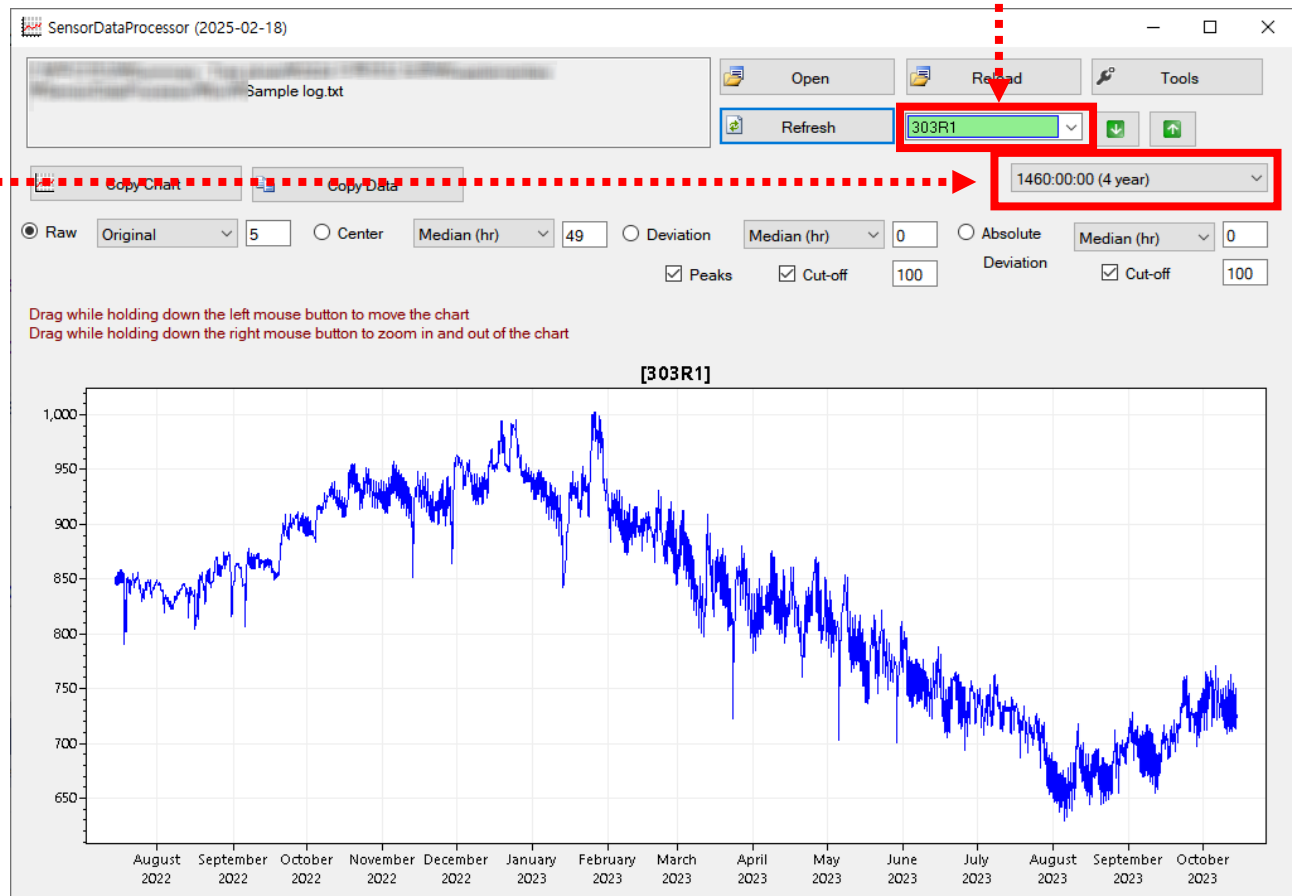 SensorDataProcessor (2025-02-18)
Sample log.txt
Open
Reload
Tools
Refresh
303R1
Copy Chart
Copy Data
1460:00:00 (4 year)
Raw Original 5 Center Median (hr) 49 Deviation Median (hr) 0 Absolute Deviation Median (hr) 0
Peaks Cut-off 100 Cut-off 100
Drag while holding down the left mouse button to move the chart
Drag while holding down the right mouse button to zoom in and out of the chart
[303R1]
1,000
950
900
850
800
750
700
650
August September October November December January February March April May June July August September October
2022 2022 2022 2022 2022 2023 2023 2023 2023 2023 2023 2023 2023 2023 2023